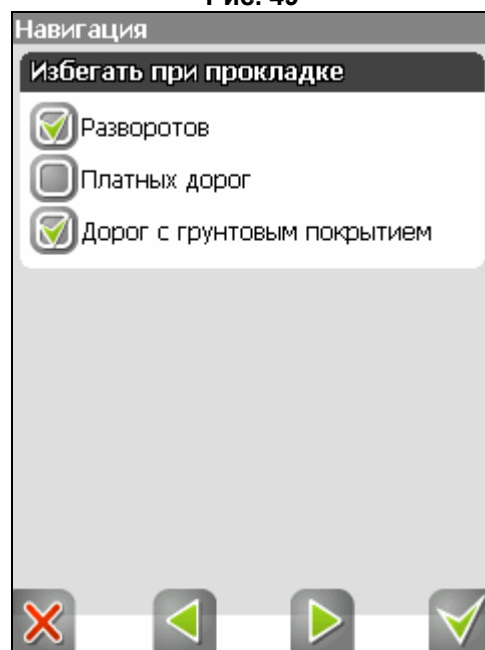 Навигация
Избегать при прокладке
Разворотов
Платных дорог
Дорог с грунтовым покрытием